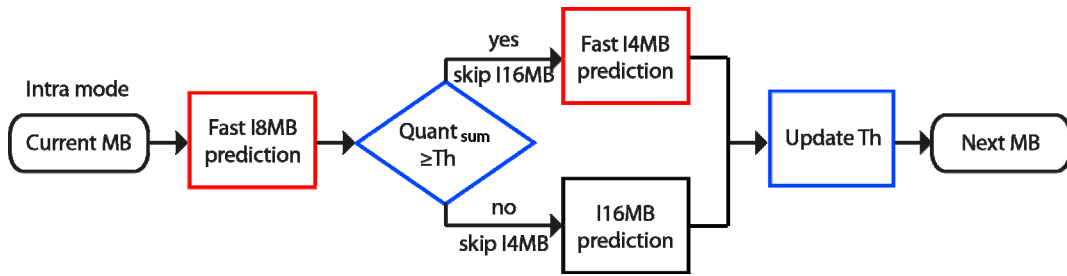 Intra mode
Current MB
Fast I8MB
prediction
Quant sum
≥Th
yes
skip I16MB
Fast I4MB
prediction
no
skip I4MB
I16MB
prediction
Update Th
Next MB